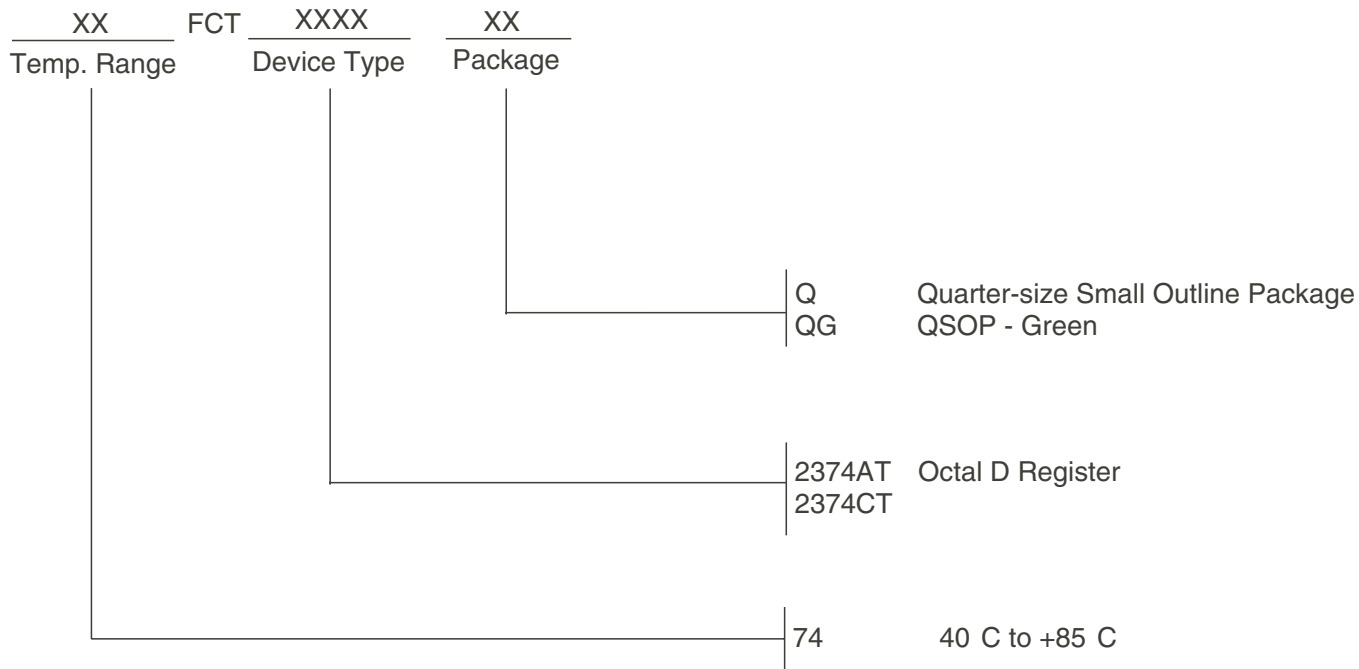 XX FCT XXXX XX
Temp. Range Device Type Package
Q Quarter-size Small Outline Package
QG QSOP - Green
2374AT Octal D Register
2374CT
74 40 C to +85 C